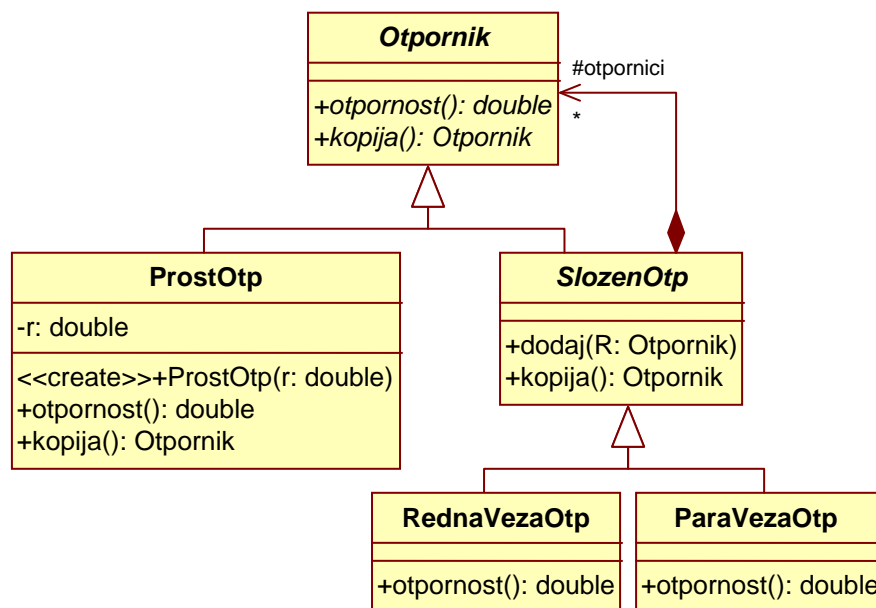 Otpornik
#otpornici
+otpornost(): double
*
+kopija(): Otpornik
ProstOtp
-r: double
<<create>>+ProstOtp(r: double)
+otpornost(): double
+kopija(): Otpornik
SlozenOtp
+dodaj(R: Otpornik)
+kopija(): Otpornik
RednaVezaOtp
+otpornost(): double
ParaVezaOtp
+otpornost(): double